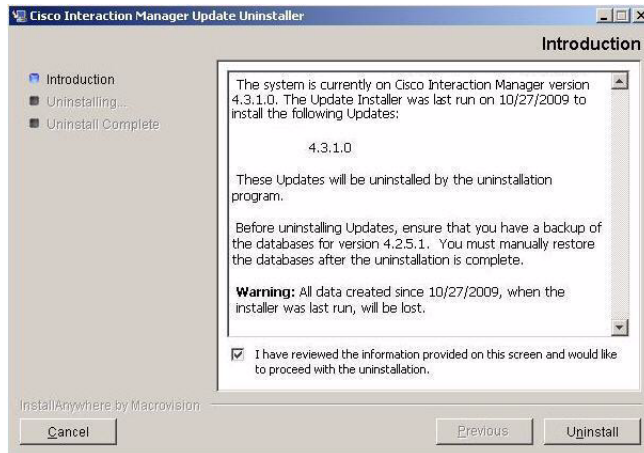 Cisco Interaction Manager Update Uninstaller
Introduction
Introduction
Uninstalling...
Uninstall Complete
The system is currently on Cisco Interaction Manager version
4.3.1.0. The Update Installer was last run on 10/27/2009 to
install the following Updates:
4.3.1.0
These Updates will be uninstalled by the uninstallation
program.
Before uninstalling Updates, ensure that you have a backup of
the databases for version 4.2.5.1. You must manually restore
the databases after the uninstallation is complete.
Warning: All data created since 10/27/2009, when the
installer was last run, will be lost.
I have reviewed the information provided on this screen and would like
to proceed with the uninstallation.
InstallAnywhere by Macrovision
Cancel
Previous
Uninstall